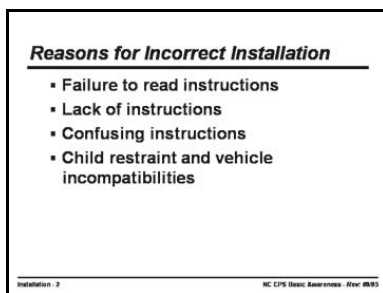 Reasons for Incorrect Installation
▪ Failure to read instructions
▪ Lack of instructions
▪ Confusing instructions
▪ Child restraint and vehicle
incompatibilities
Installation - 2
NC CPS Basic Awareness - Rev: